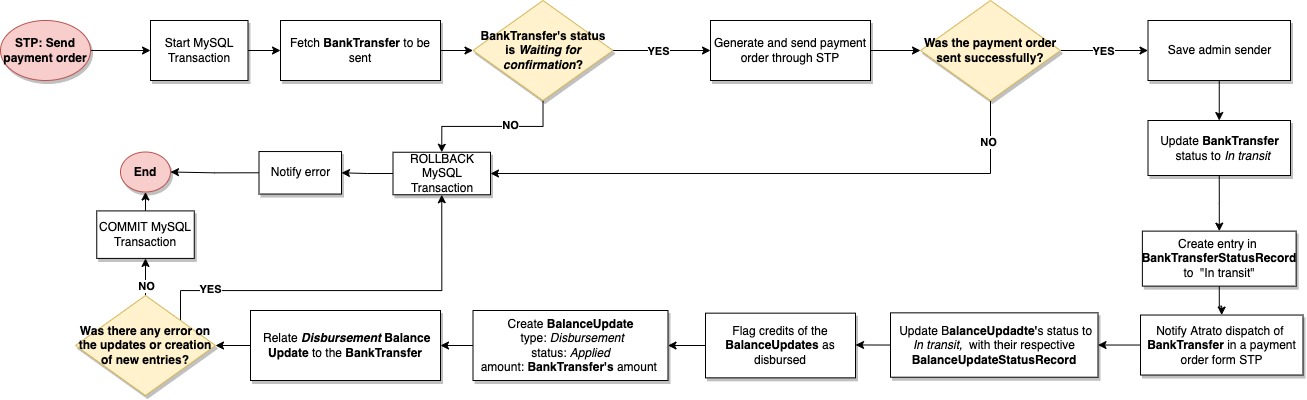 STP: Send
payment order
Start MySQL
Transaction
Fetch BankTransfer to be
sent
BankTransfer's status
is Waiting for
confirmation?
YES
Generate and send payment
order through STP
Was the payment order
sent successfully?
YES
Save admin sender
NO
NO
Update BankTransfer
status to In transit
End
Notify error
ROLLBACK
MySQL
Transaction
COMMIT MySQL
Transaction
Create entry in
BankTransferStatusRecord
to "In transit"
NO
YES
Was there any error on
the updates or creation
of new entries?
Relate Disbursement Balance
Update to the BankTransfer
Create BalanceUpdate
type: Disbursement
status: Applied
amount: BankTransfer's amount
Flag credits of the
BalanceUpdates as
disbursed
Update BalanceUpdadte's status to
In transit, with their respective
BalanceUpdateStatusRecord
Notify Atrato dispatch of
BankTransfer in a payment
order form STP